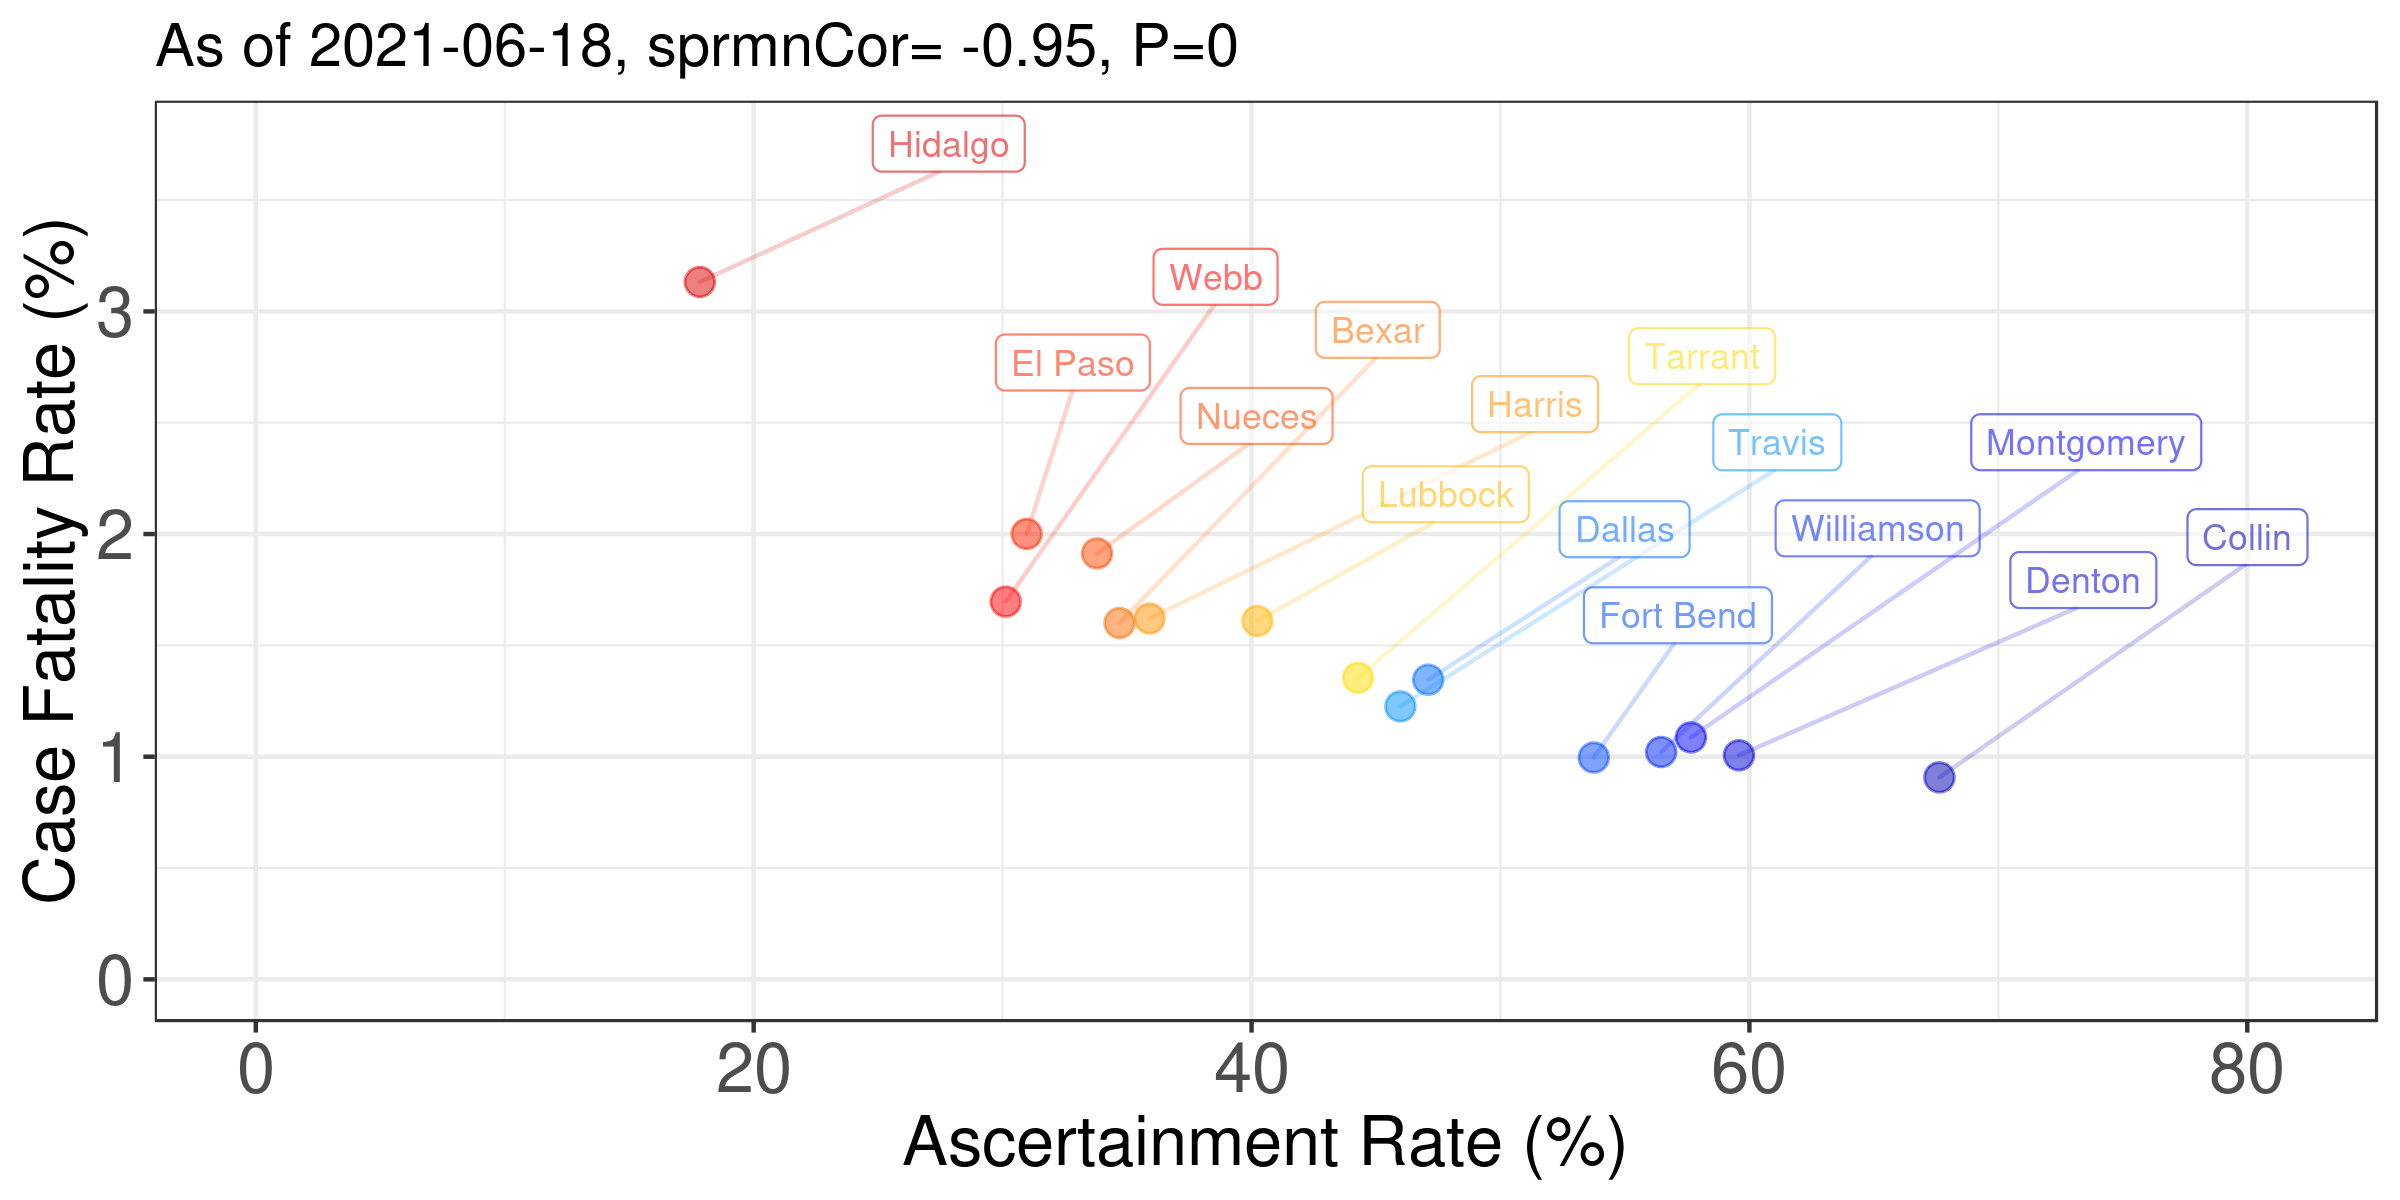 As of 2021-06-18, sprmnCor= -0.95, P=0
Case Fatality Rate (%)
3
2
1
0
Hidalgo
Webb
El Paso
Bexar
Nueces
Harris
Tarrant
Lubbock
Travis
Montgomery
Dallas
Williamson
Collin
Denton
Fort Bend
0 20 40 60 80
Ascertainment Rate (%)